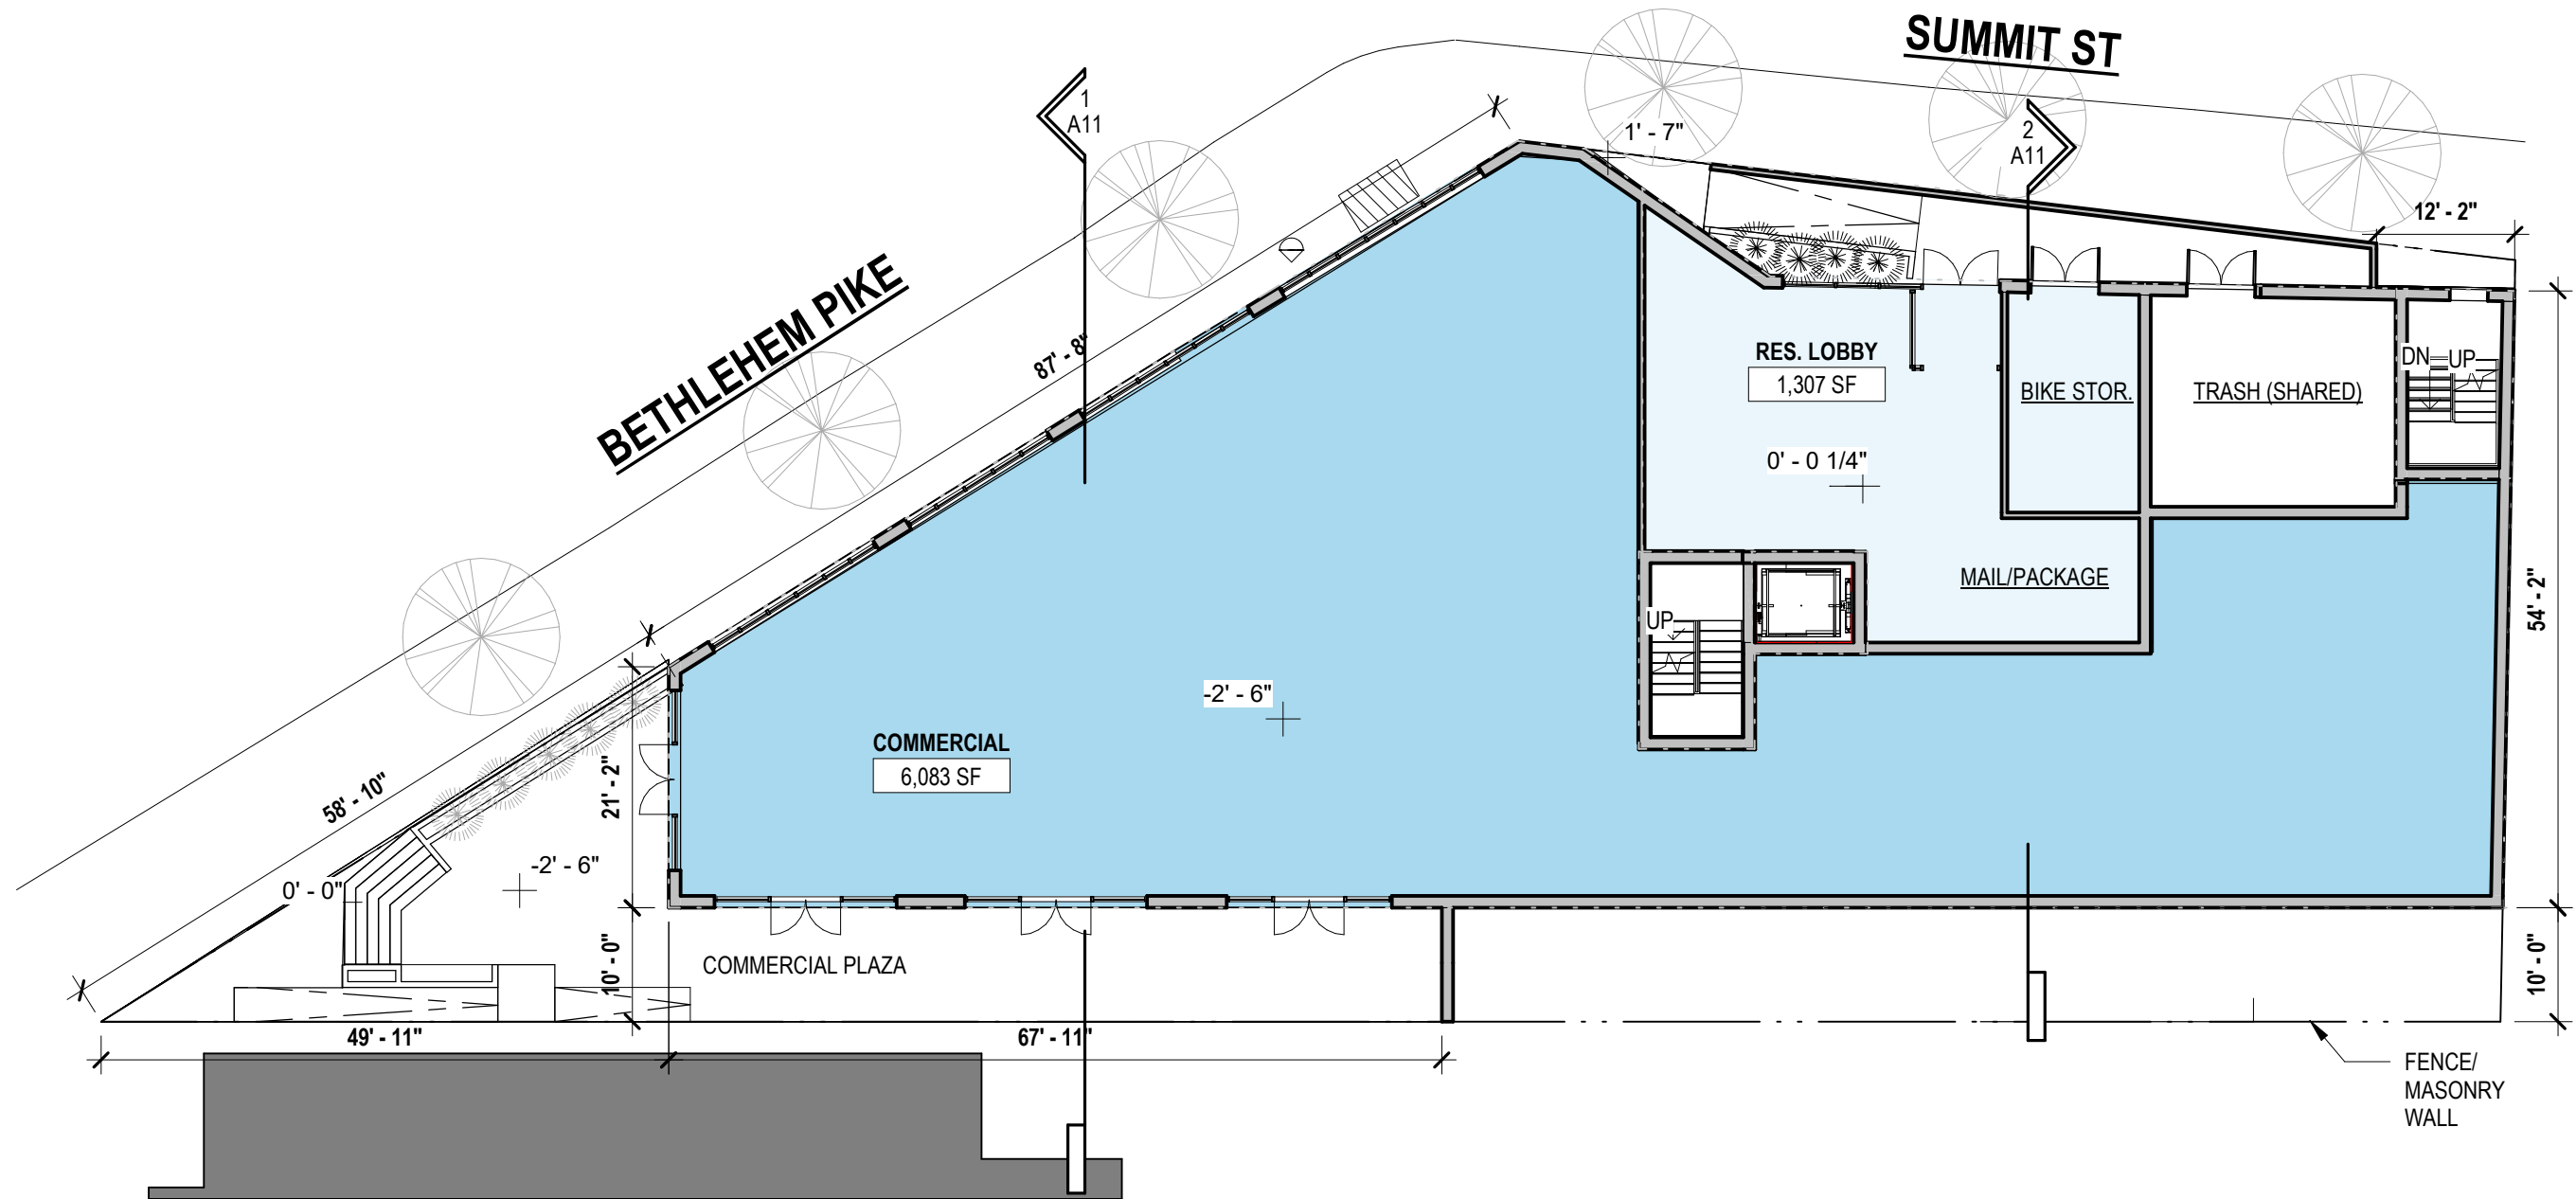 SUMMIT ST
1
A11
1' - 7"
2
A11
12' - 2"
BETHLEHEM PIKE
87' - 8"
RES. LOBBY
1,307 SF
BIKE STOR.
TRASH (SHARED)
DN
UP
0' - 0 1/4"
MAIL/PACKAGE
UP
54' - 2"
-2' - 6"
COMMERCIAL
6,083 SF
58' - 10"
21' - 2"
-2' - 6"
0' - 0"
10' - 0"
COMMERCIAL PLAZA
10' - 0"
49' - 11"
67' - 11"
FENCE/
MASONRY
WALL